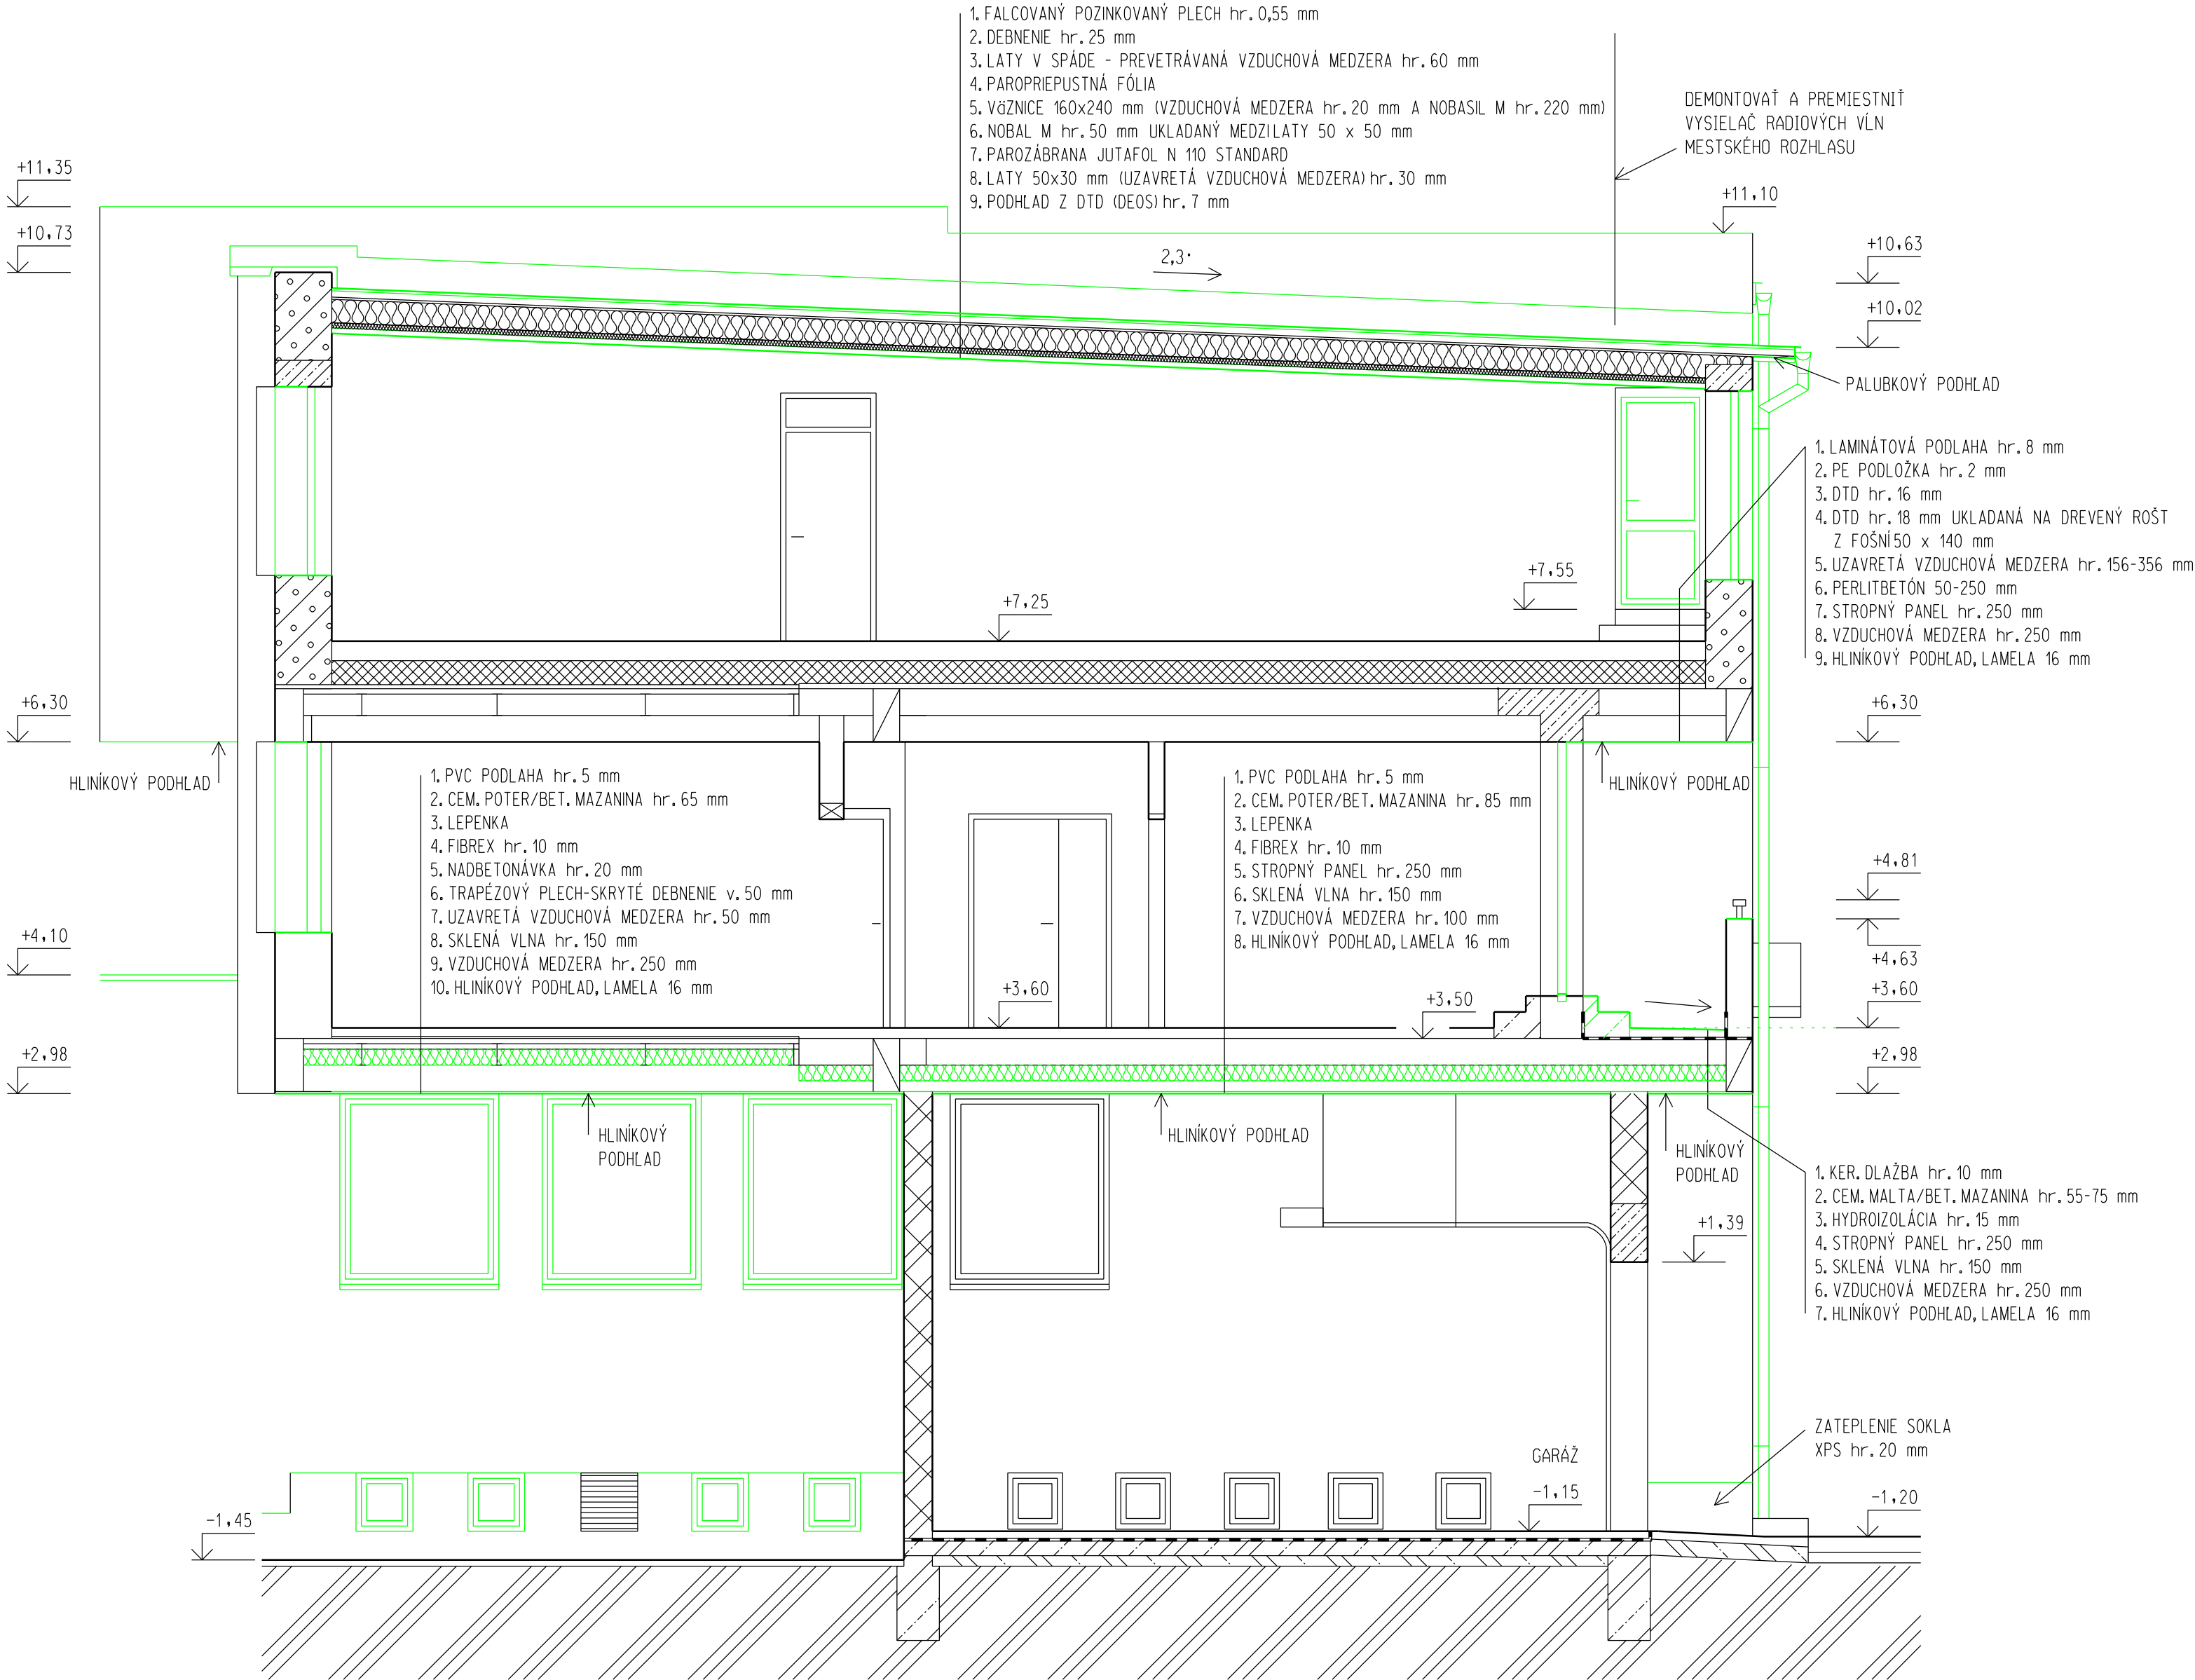 1. FALCOVANÝ POZINKOVANÝ PLECH hr. 0,55 mm
2. DEBNENIE hr. 25 mm
3. LATY V SPÁDE - PREVETRÁVANÁ VZDUCHOVÁ MEDZERA hr. 60 mm
4. PAROPRIEPUSTNÁ FÓLIA
5. VäZNICE 160x240 mm (VZDUCHOVÁ MEDZERA hr. 20 mm A NOBASIL M hr. 220 mm)
6. NOBAL M hr. 50 mm UKLADANÝ MEDZI LATY 50 x 50 mm
7. PAROZÁBRANA JUTAFOL N 110 STANDARD
8. LATY 50x30 mm (UZAVRETÁ VZDUCHOVÁ MEDZERA) hr. 30 mm
9. PODHĽAD Z DTD (DEOS) hr. 7 mm
DEMONTOVAŤ A PREMIESTNIŤ
VYSIELAČ RADIOVÝCH VĹN
MESTSKÉHO ROZHLASU
+11,35
+10,73
+11,10
2,3°
+10,63
+10,02
PALUBKOVÝ PODHĽAD
1. LAMINÁTOVÁ PODLAHA hr. 8 mm
2. PE PODLOŽKA hr. 2 mm
3. DTD hr. 16 mm
4. DTD hr. 18 mm UKLADANÁ NA DREVENÝ ROŠT
Z FOŠNÍ 50 x 140 mm
5. UZAVRETÁ VZDUCHOVÁ MEDZERA hr. 156-356 mm
6. PERLITBETÓN 50-250 mm
7. STROPNÝ PANEL hr. 250 mm
8. VZDUCHOVÁ MEDZERA hr. 250 mm
9. HLINÍKOVÝ PODHĽAD, LAMELA 16 mm
+7,55
+7,25
+6,30
+6,30
HLINÍKOVÝ PODHĽAD
1. PVC PODLAHA hr. 5 mm
2. CEM. POTER/BET. MAZANINA hr. 65 mm
3. LEPENKA
4. FIBREX hr. 10 mm
5. NADBETONÁVKA hr. 20 mm
6. TRAPÉZOVÝ PLECH-SKRYTÉ DEBNENIE v. 50 mm
7. UZAVRETÁ VZDUCHOVÁ MEDZERA hr. 50 mm
8. SKLENÁ VLNA hr. 150 mm
9. VZDUCHOVÁ MEDZERA hr. 250 mm
10. HLINÍKOVÝ PODHĽAD, LAMELA 16 mm
1. PVC PODLAHA hr. 5 mm
2. CEM. POTER/BET. MAZANINA hr. 85 mm
3. LEPENKA
4. FIBREX hr. 10 mm
5. STROPNÝ PANEL hr. 250 mm
6. SKLENÁ VLNA hr. 150 mm
7. VZDUCHOVÁ MEDZERA hr. 100 mm
8. HLINÍKOVÝ PODHĽAD, LAMELA 16 mm
HLINÍKOVÝ PODHĽAD
+4,81
+4,63
+4,10
+3,60
+3,50
+3,60
+2,98
+2,98
HLINÍKOVÝ
PODHĽAD
HLINÍKOVÝ PODHĽAD
HLINÍKOVÝ
PODHĽAD
1. KER. DLAŽBA hr. 10 mm
2. CEM. MALTA/BET. MAZANINA hr. 55-75 mm
3. HYDROIZOLÁCIA hr. 15 mm
4. STROPNÝ PANEL hr. 250 mm
5. SKLENÁ VLNA hr. 150 mm
6. VZDUCHOVÁ MEDZERA hr. 250 mm
7. HLINÍKOVÝ PODHĽAD, LAMELA 16 mm
+1,39
ZATEPLENIE SOKLA
XPS hr. 20 mm
GARÁŽ
-1,15
-1,20
-1,45